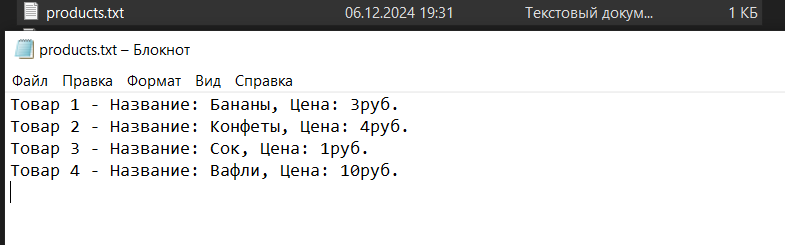 products.txt 06.12.2024 19:31 Текстовый докум... 1 КБ
products.txt – Блокнот
Файл Правка Формат Вид Справка
Товар 1 - Название: Бананы, Цена: 3руб.
Товар 2 - Название: Конфеты, Цена: 4руб.
Товар 3 - Название: Сок, Цена: 1руб.
Товар 4 - Название: Вафли, Цена: 10руб.